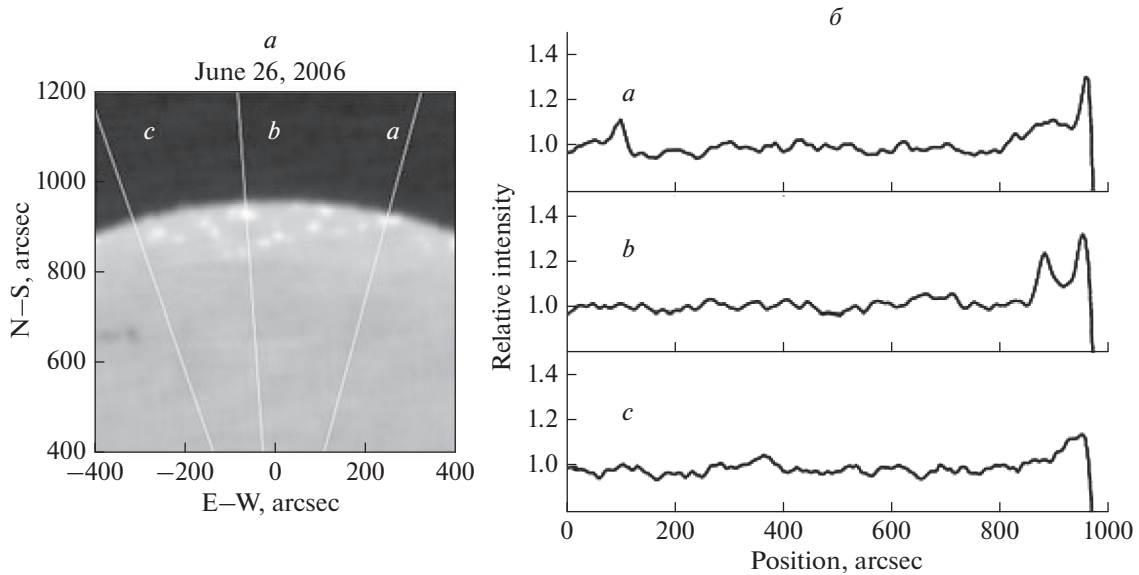 a
June 26, 2006
1200
1000
800
600
400
N–S, arcsec
c
b
a
−400
−200
0
200
400
E–W, arcsec
б
Relative intensity
1.4
1.2
1.0
a
1.4
1.2
1.0
b
1.4
1.2
1.0
c
0
200
400
600
800
1000
Position, arcsec